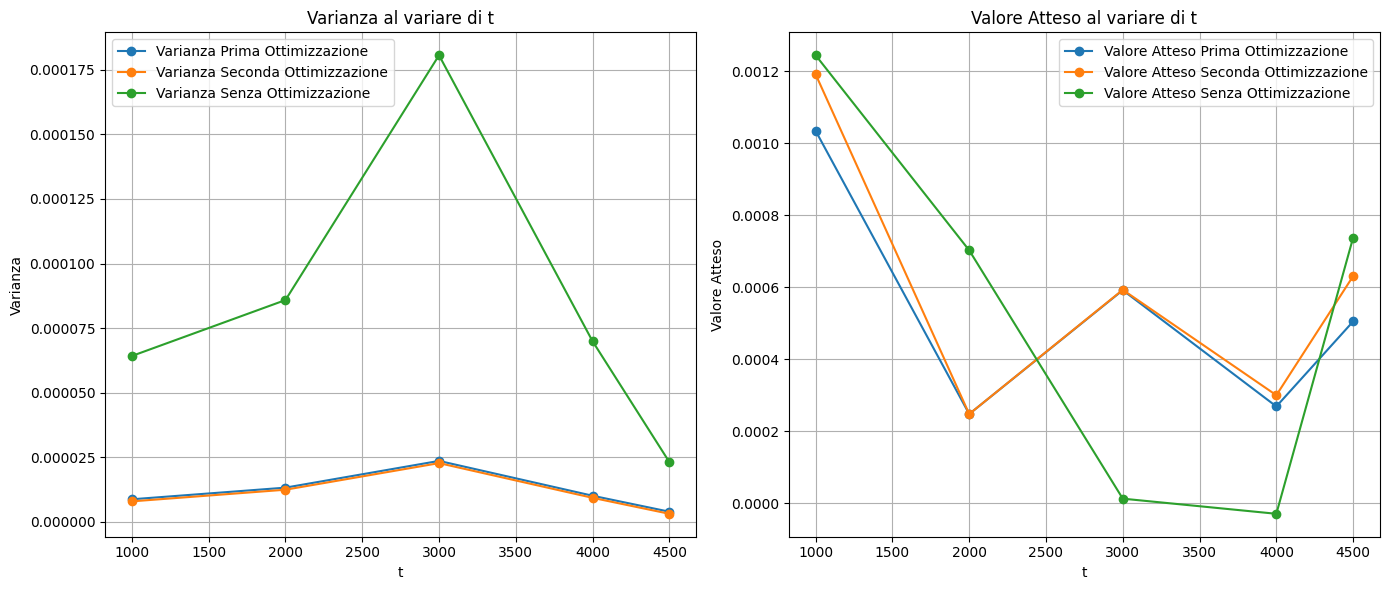 Varianza al variare di t
Varianza Prima Ottimizzazione
Varianza Seconda Ottimizzazione
Varianza Senza Ottimizzazione
Varianza
0.000175
0.000150
0.000125
0.000100
0.000075
0.000050
0.000025
0.000000
1000 1500 2000 2500 3000 3500 4000 4500
t
Valore Atteso al variare di t
Valore Atteso Prima Ottimizzazione
Valore Atteso Seconda Ottimizzazione
Valore Atteso Senza Ottimizzazione
Valore Atteso
0.0012
0.0010
0.0008
0.0006
0.0004
0.0002
0.0000
1000 1500 2000 2500 3000 3500 4000 4500
t